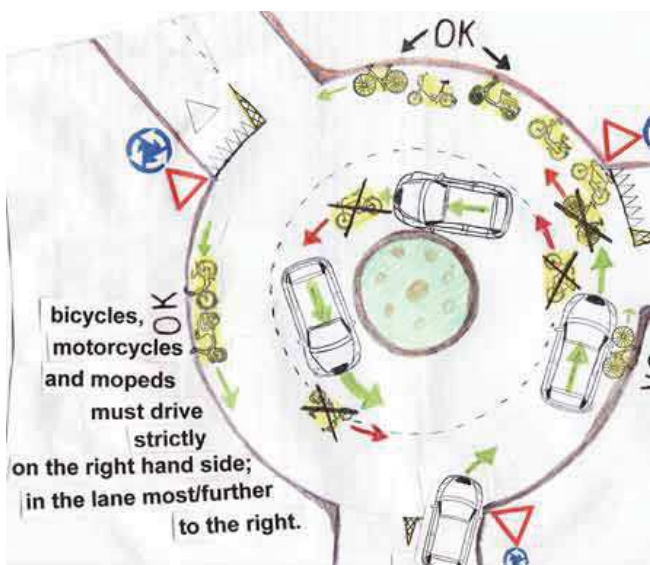 OK
OK
bicycles,
motorcycles
and mopeds
must drive
strictly
on the right hand side;
in the lane most/further
to the right.